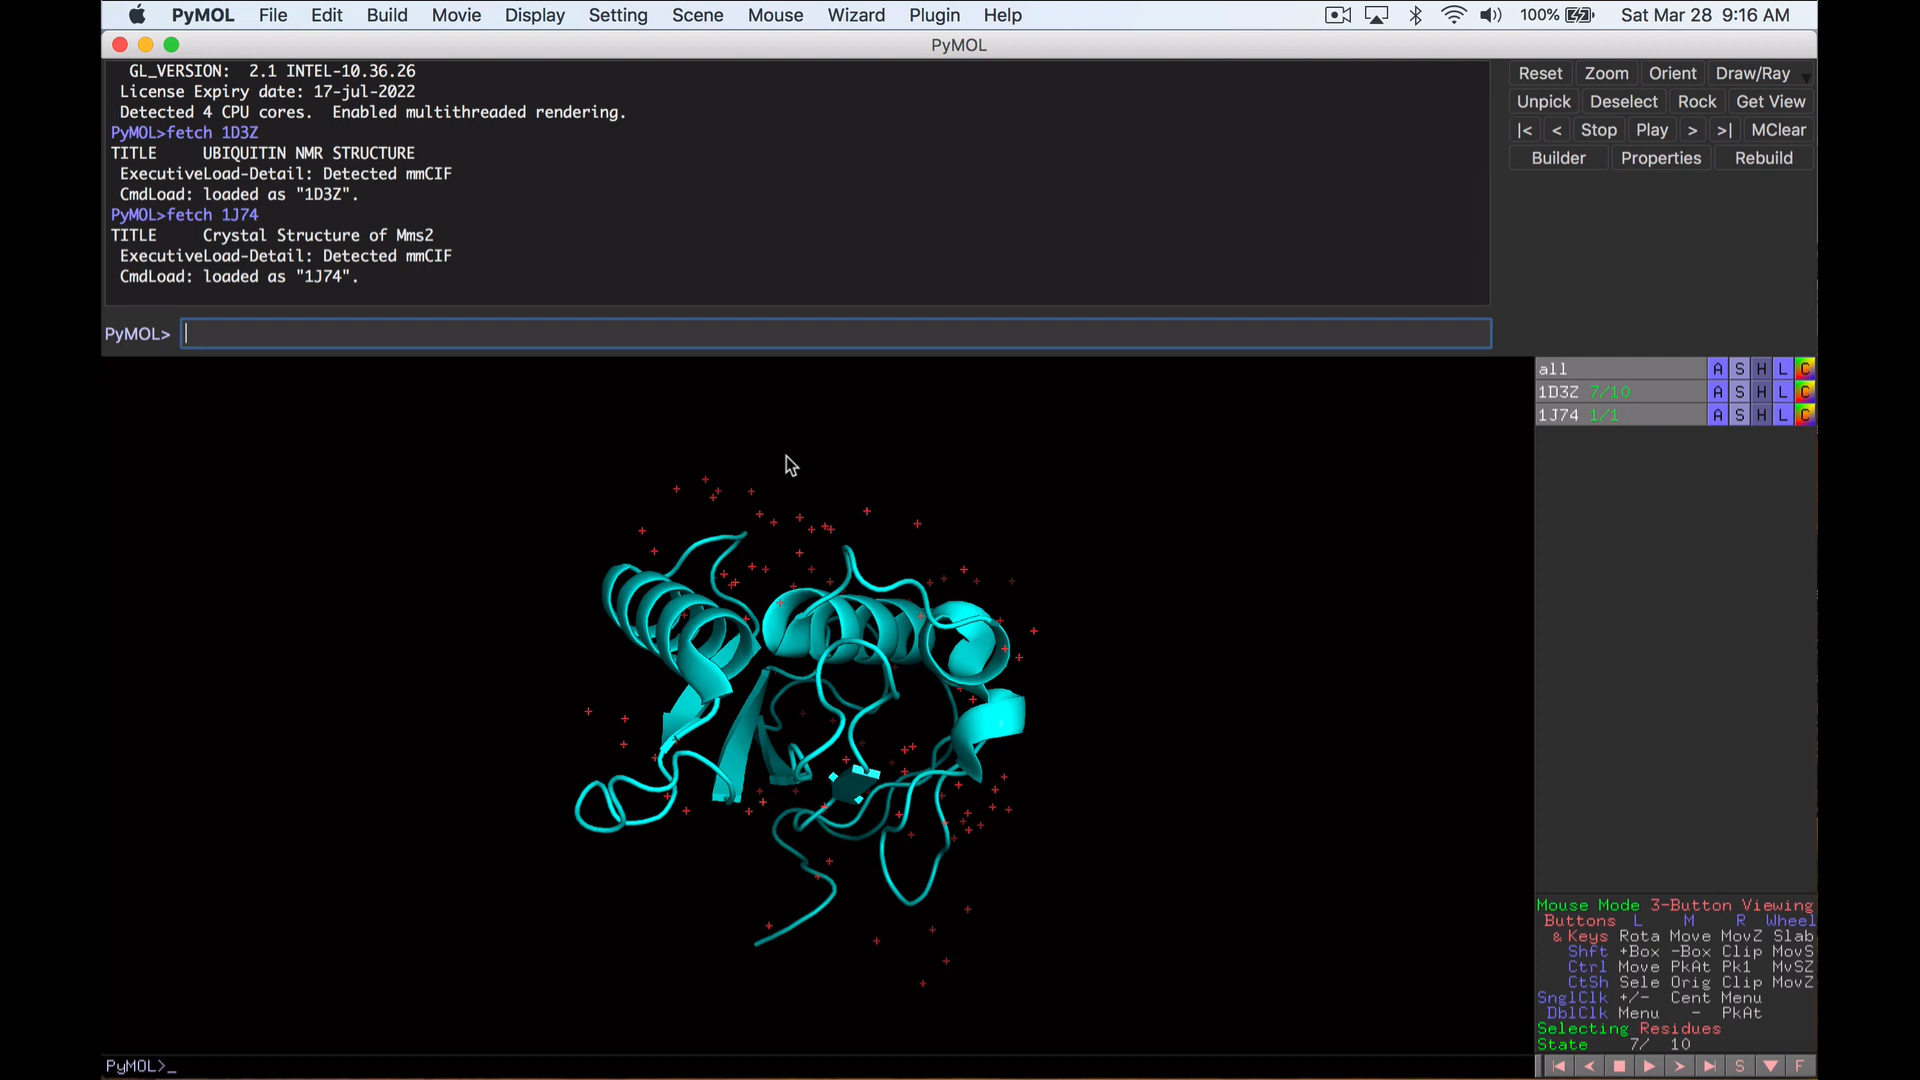 PyMOL File Edit Build Movie Display Setting Scene Mouse Wizard Plugin Help 100% Sat Mar 28 9:16 AM
PyMOL
GL_VERSION: 2.1 INTEL-10.36.26
License Expiry date: 17-jul-2022
Detected 4 CPU cores. Enabled multithreaded rendering.
PyMOL>fetch 1D3Z
TITLE UBIQUITIN NMR STRUCTURE
ExecutiveLoad-Detail: Detected mmCIF
CmdLoad: loaded as "1D3Z".
PyMOL>fetch 1J74
TITLE Crystal Structure of Mms2
ExecutiveLoad-Detail: Detected mmCIF
CmdLoad: loaded as "1J74".
PyMOL>
Reset Zoom Orient Draw/Ray
Unpick Deselect Rock Get View
|< < Stop Play > >| MClear
Builder Properties Rebuild
all A S H L C
1D3Z 7/10 A S H L C
1J74 1/1 A S H L C
Mouse Mode 3-Button Viewing
Buttons L M R Wheel
& Keys Rota Move MovZ Slab
Shft +Box -Box Clip MovS
Ctrl Move PkAt Pk1 MvSZ
CtSh Sele Orig Clip MovZ
SnglClk +/- Cent Menu
DblClk Menu - PkAt
Selecting Residues
State 7/ 10
S F
PyMOL>_